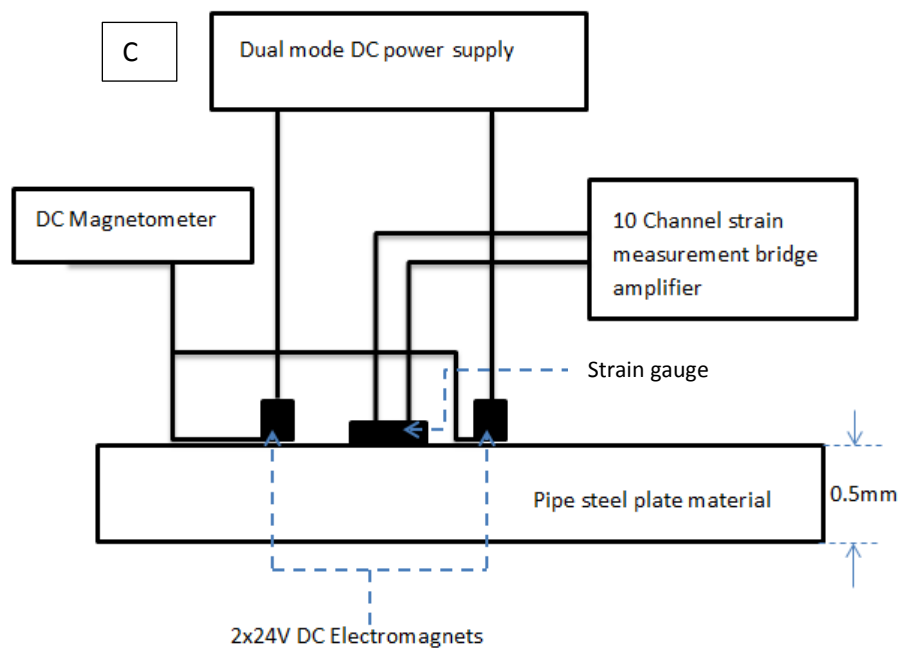 C
Dual mode DC power supply
DC Magnetometer
10 Channel strain
measurement bridge
amplifier
Strain gauge
Pipe steel plate material
0.5mm
2x24V DC Electromagnets